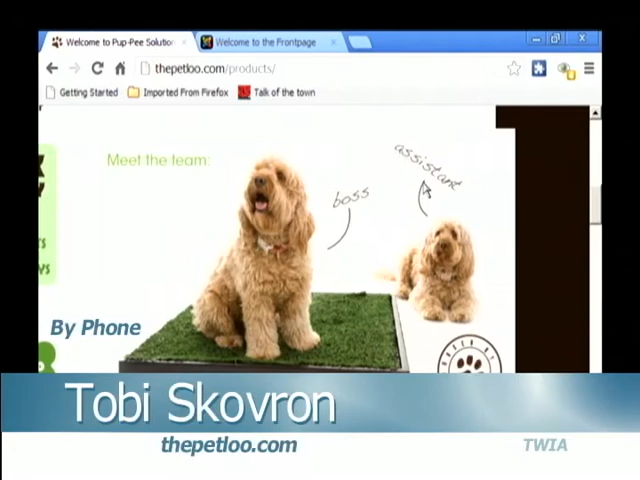 Welcome to Pup-Pee Solution
Welcome to the Frontpage
thepetloo.com/products/
Getting Started
Imported From Firefox
Talk of the town
Meet the team:
boss
assistant
By Phone
Tobi Skovron
thepetloo.com
TWIA